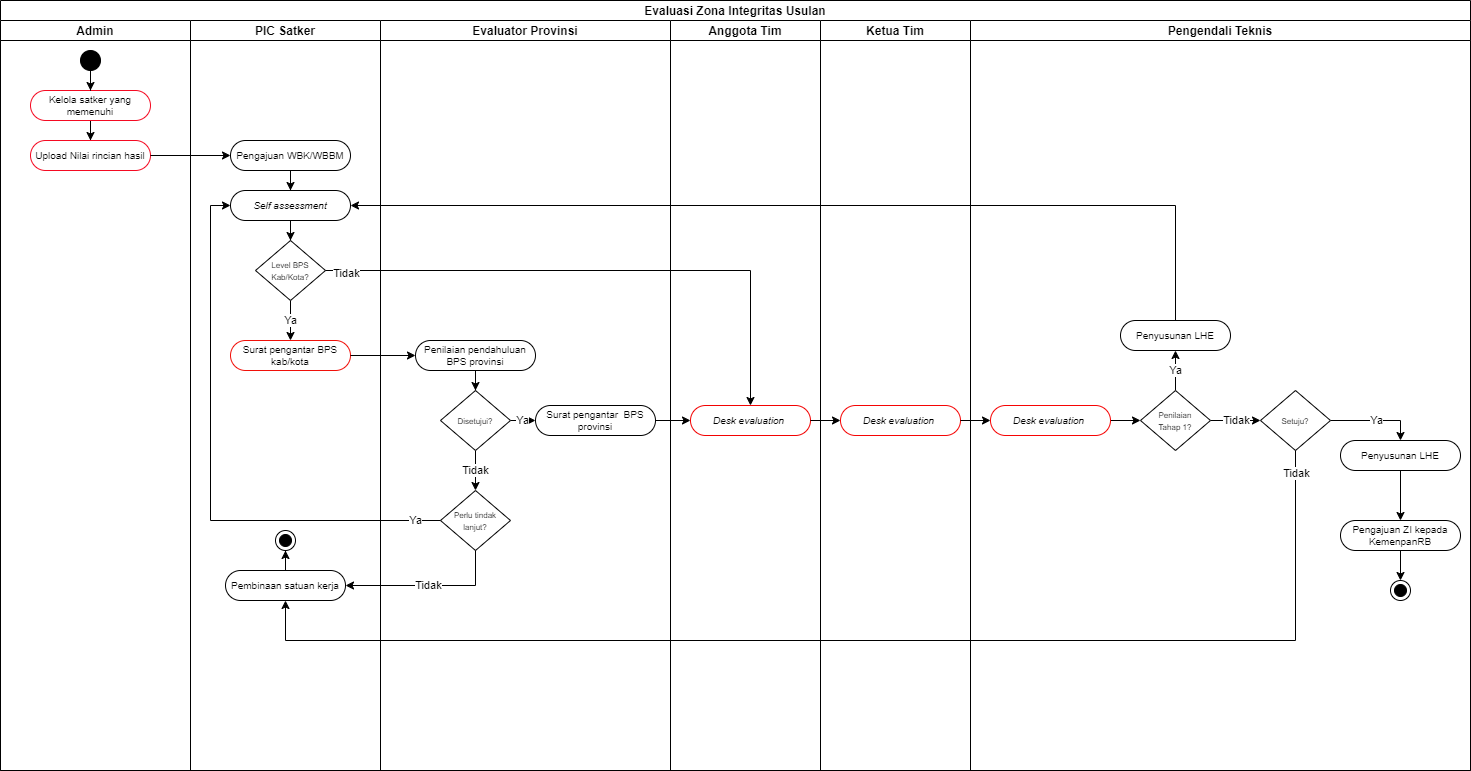 Evaluasi Zona Integritas Usulan
Admin
PIC Satker
Evaluator Provinsi
Anggota Tim
Ketua Tim
Pengendali Teknis
Kelola satker yang
memenuhi
Upload Nilai rincian hasil
Pengajuan WBK/WBBM
Self assessment
Level BPS
Kab/Kota?
Tidak
Ya
Surat pengantar BPS
kab/kota
Penilaian pendahuluan
BPS provinsi
Disetujui?
Ya
Surat pengantar BPS
provinsi
Desk evaluation
Desk evaluation
Desk evaluation
Penilaian
Tahap 1?
Ya
Penyusunan LHE
Tidak
Setuju?
Ya
Penyusunan LHE
Tidak
Tidak
Perlu tindak
lanjut?
Ya
Pengajuan ZI kepada
KemenpanRB
Pembinaan satuan kerja
Tidak